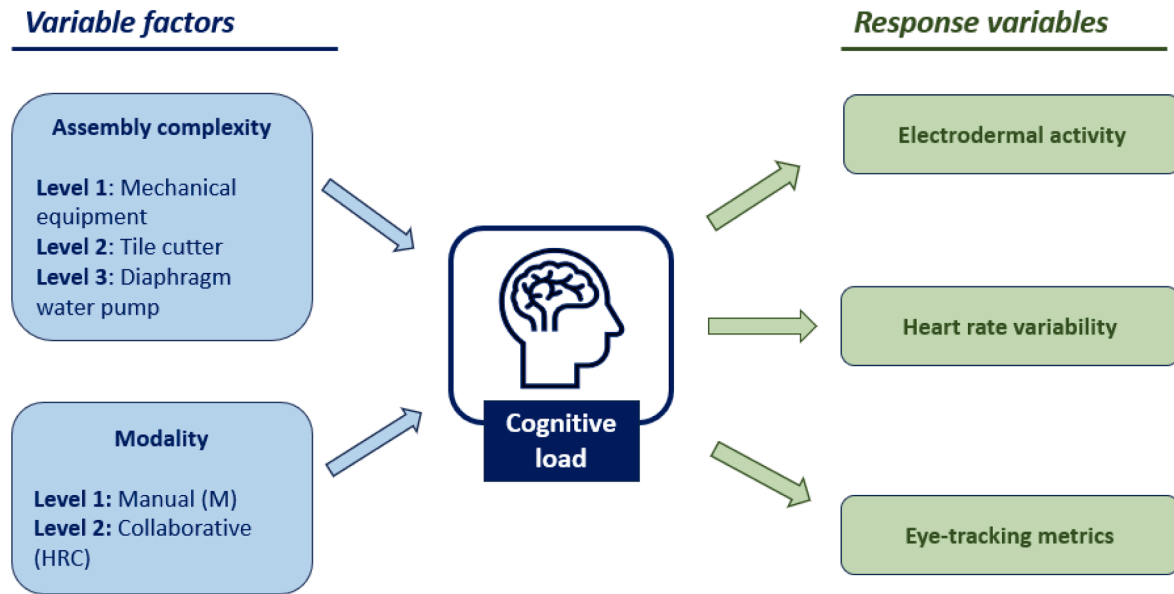 Variable factors
Response variables
Assembly complexity
Level 1: Mechanical
equipment
Level 2: Tile cutter
Level 3: Diaphragm
water pump
Modality
Level 1: Manual (M)
Level 2: Collaborative
(HRC)
Cognitive
load
Electrodermal activity
Heart rate variability
Eye-tracking metrics